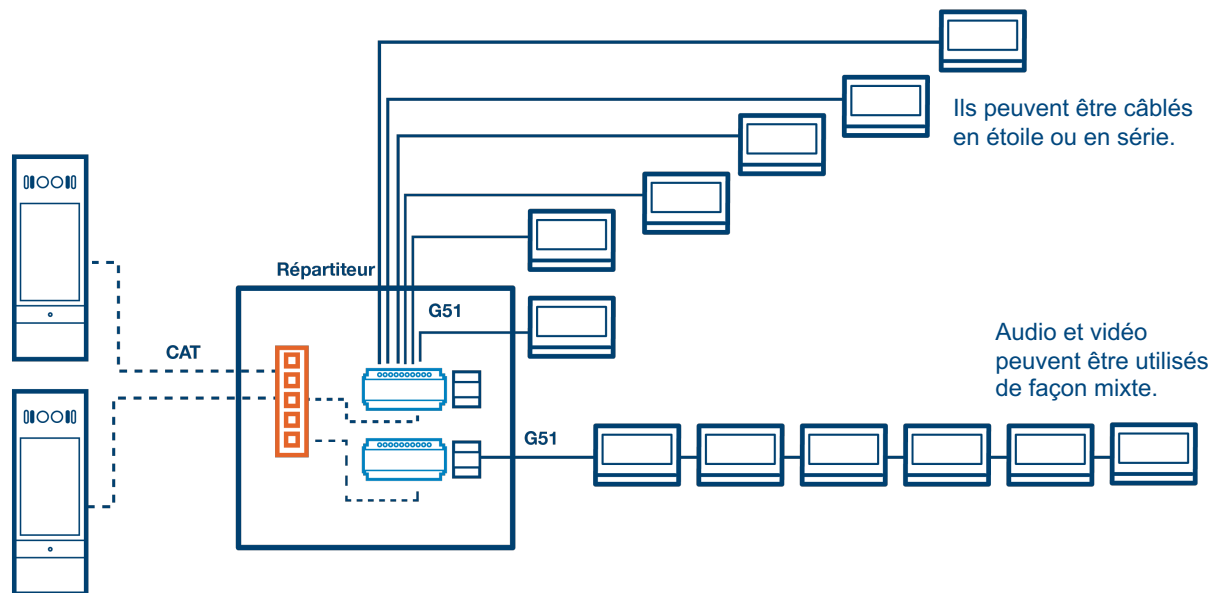 Ils peuvent être câblés
en étoile ou en série.
Répartiteur
G51
CAT
Audio et vidéo
peuvent être utilisés
de façon mixte.
G51